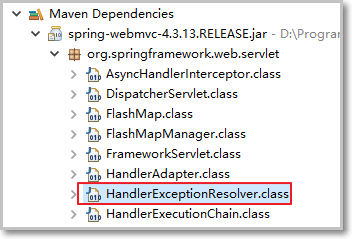 Maven Dependencies
spring-webmvc-4.3.13.RELEASE.jar - D:\Program
org.springframework.web.servlet
AsyncHandlerInterceptor.class
DispatcherServlet.class
FlashMap.class
FlashMapManager.class
FrameworkServlet.class
HandlerAdapter.class
HandlerExceptionResolver.class
HandlerExecutionChain.class